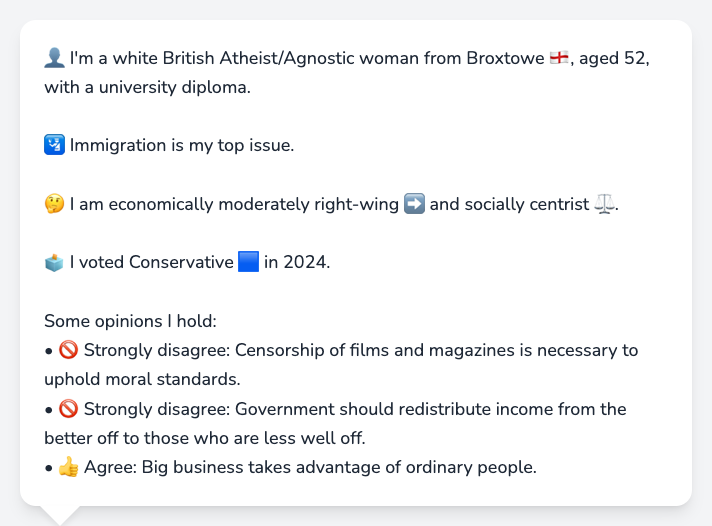 👤 I'm a white British Atheist/Agnostic woman from Broxtowe 🏴󠁧󠁢󠁥󠁮󠁧󠁿, aged 52,
with a university diploma.
🛂 Immigration is my top issue.
🤔 I am economically moderately right-wing ➡️ and socially centrist ⚖️.
🗳️ I voted Conservative 🟦 in 2024.
Some opinions I hold:
• 🚫 Strongly disagree: Censorship of films and magazines is necessary to
uphold moral standards.
• 🚫 Strongly disagree: Government should redistribute income from the
better off to those who are less well off.
• 👍 Agree: Big business takes advantage of ordinary people.